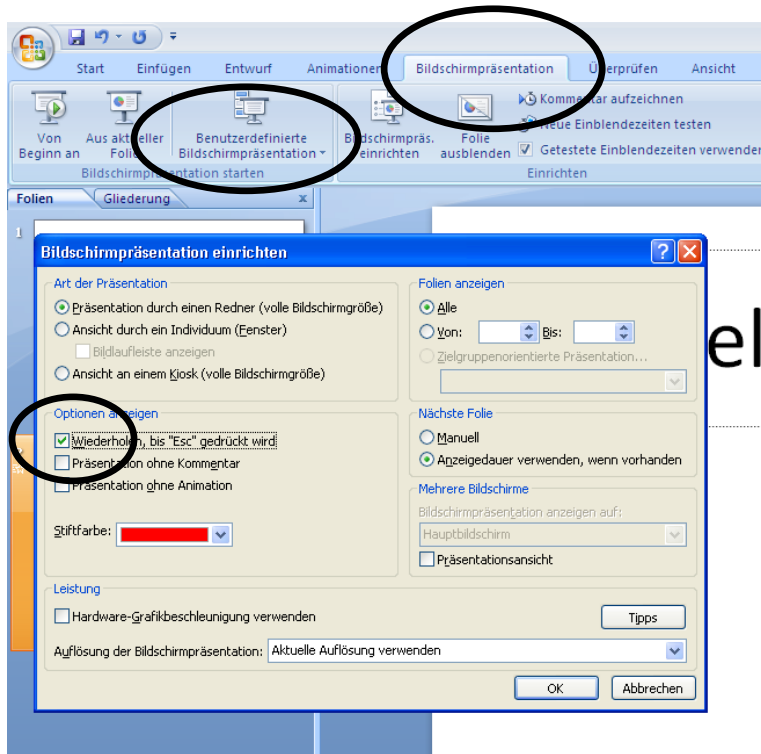 Start Einfügen Entwurf Animationen Bildschirmpräsentation Überprüfen Ansicht
Von Beginn an
Aus aktueller Folie
Benutzerdefinierte Bildschirmpräsentation
Bildschirmpräs. einrichten
Folie ausblenden
Kommentar aufzeichnen
Neue Einblendezeiten testen
Getestete Einblendezeiten verwenden
Bildschirmpräsentation starten
Einrichten
Folien Gliederung x
1
Bildschirmpräsentation einrichten
Art der Präsentation
Präsentation durch einen Redner (volle Bildschirmgröße)
Ansicht durch ein Individuum (Fenster)
Bildlaufleiste anzeigen
Ansicht an einem Kiosk (volle Bildschirmgröße)
Folien anzeigen
Alle
Von: Bis:
Zielgruppenorientierte Präsentation...
el
Optionen anzeigen
Wiederholen, bis "Esc" gedrückt wird
Präsentation ohne Kommentar
Präsentation ohne Animation
Stiftfarbe:
Nächste Folie
Manuell
Anzeigedauer verwenden, wenn vorhanden
Mehrere Bildschirme
Bildschirmpräsentation anzeigen auf:
Hauptbildschirm
Präsentationsansicht
Leistung
Hardware-Grafikbeschleunigung verwenden
Tipps
Auflösung der Bildschirmpräsentation: Aktuelle Auflösung verwenden
OK Abbrechen